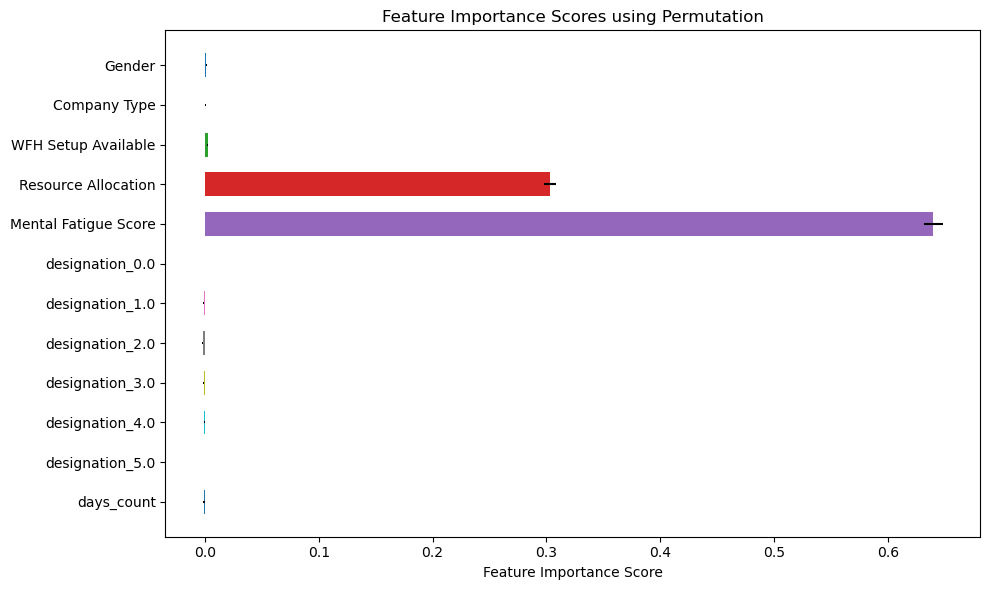 Feature Importance Scores using Permutation
Gender
Company Type
WFH Setup Available
Resource Allocation
Mental Fatigue Score
designation_0.0
designation_1.0
designation_2.0
designation_3.0
designation_4.0
designation_5.0
days_count
0.0 0.1 0.2 0.3 0.4 0.5 0.6
Feature Importance Score